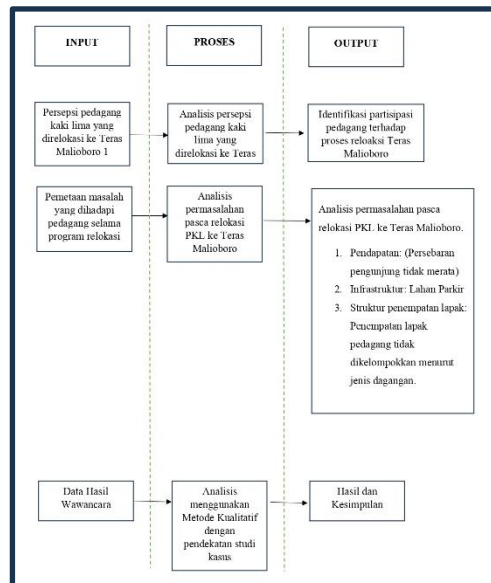 INPUT
PROSES
OUTPUT
Persepsi pedagang
kaki lima yang
direlokasi ke Teras
Malioboro 1
Analisis persepsi
pedagang kaki lima
yang direlokasi ke Teras
Identifikasi partisipasi
pedagang terhadap
proses reloaksi Teras
Malioboro
Pemetaan masalah
yang dihadapi
pedagang selama
program relokasi
Analisis
permasalahan pasca
relokasi PKL ke Teras
Malioboro
Analisis permasalahan pasca
relokasi PKL ke Teras Malioboro.
1. Pendapatan: (Persebaran
pengunjung tidak merata)
2. Infrastruktur: Lahan Parkir
3. Struktur penempatan lapak:
Penempatan lapak
pedagang tidak
dikelompokkan menurut
jenis dagangan.
Data Hasil
Wawancara
Analisis
menggunakan
Metode Kualitatif
dengan
pendekatan studi
kasus
Hasil dan
Kesimpulan